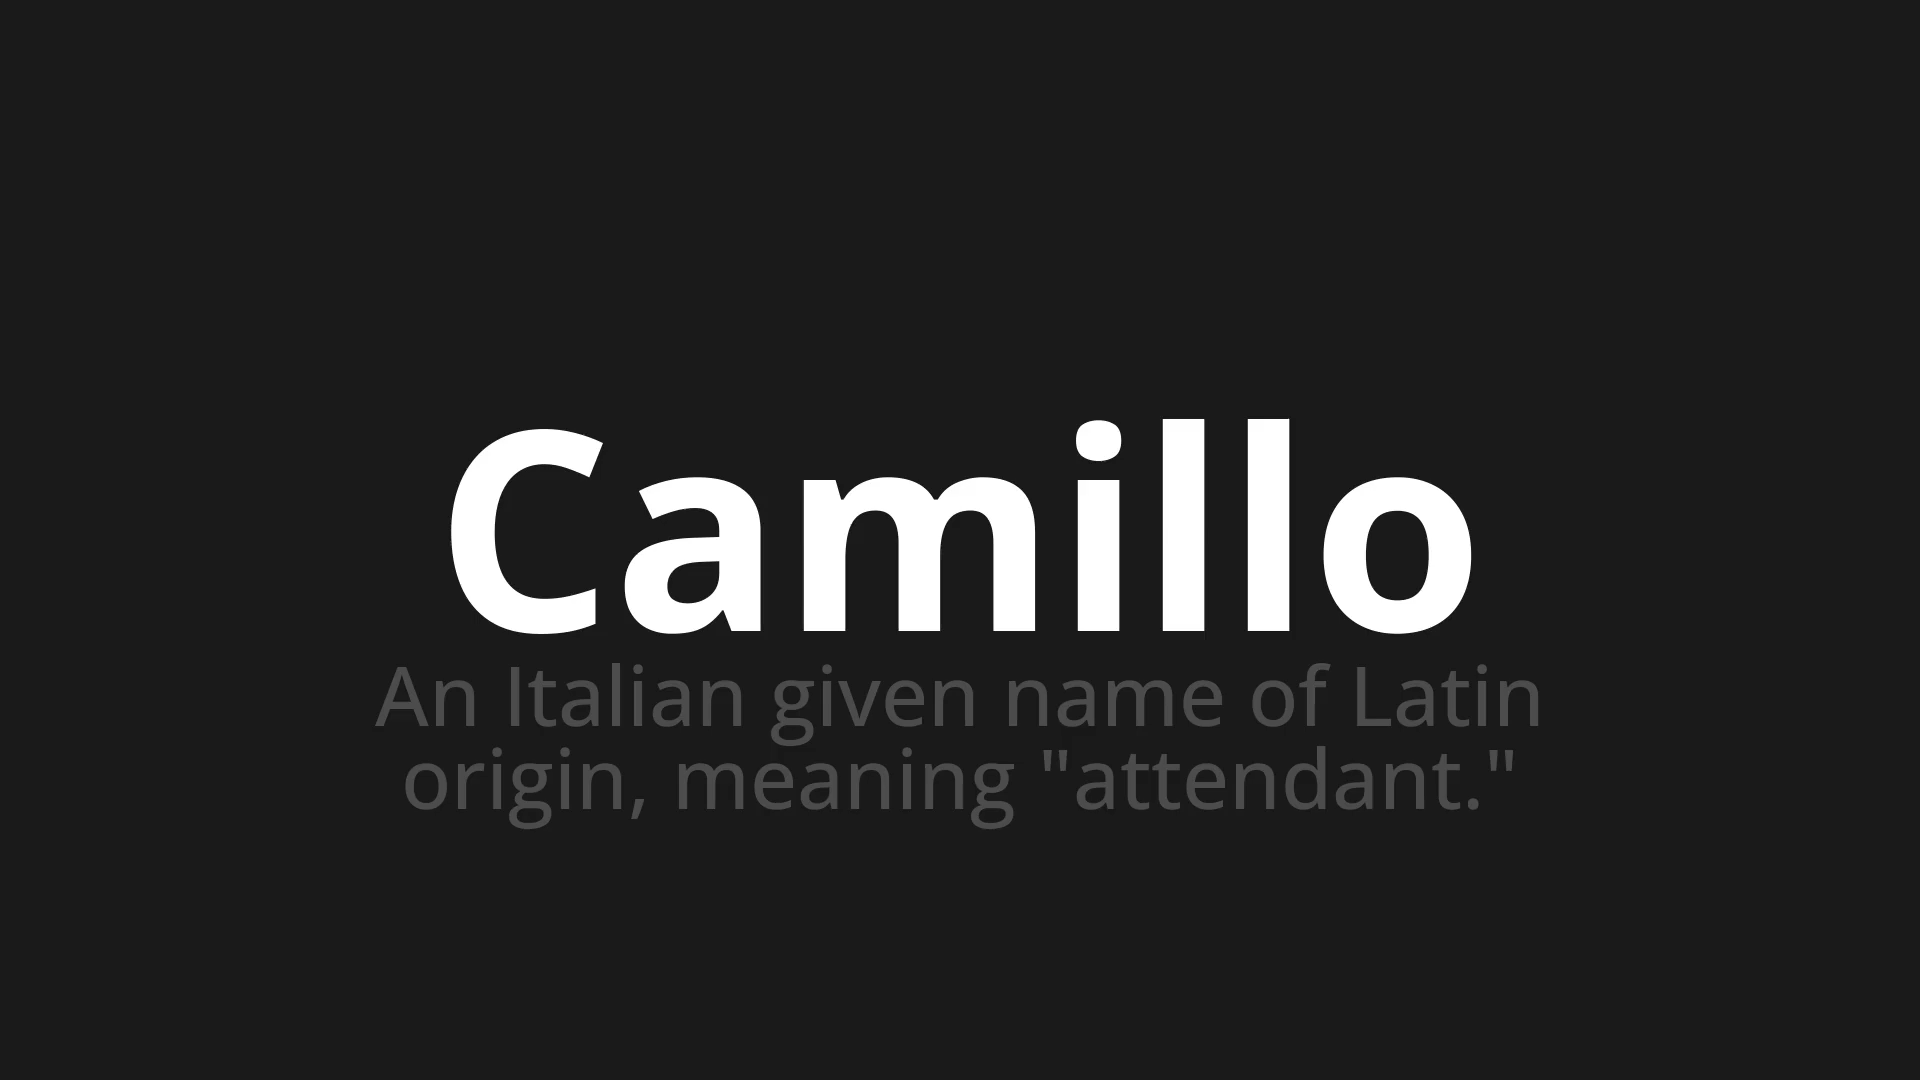 Camillo
An Italian given name of Latin
origin, meaning "attendant."